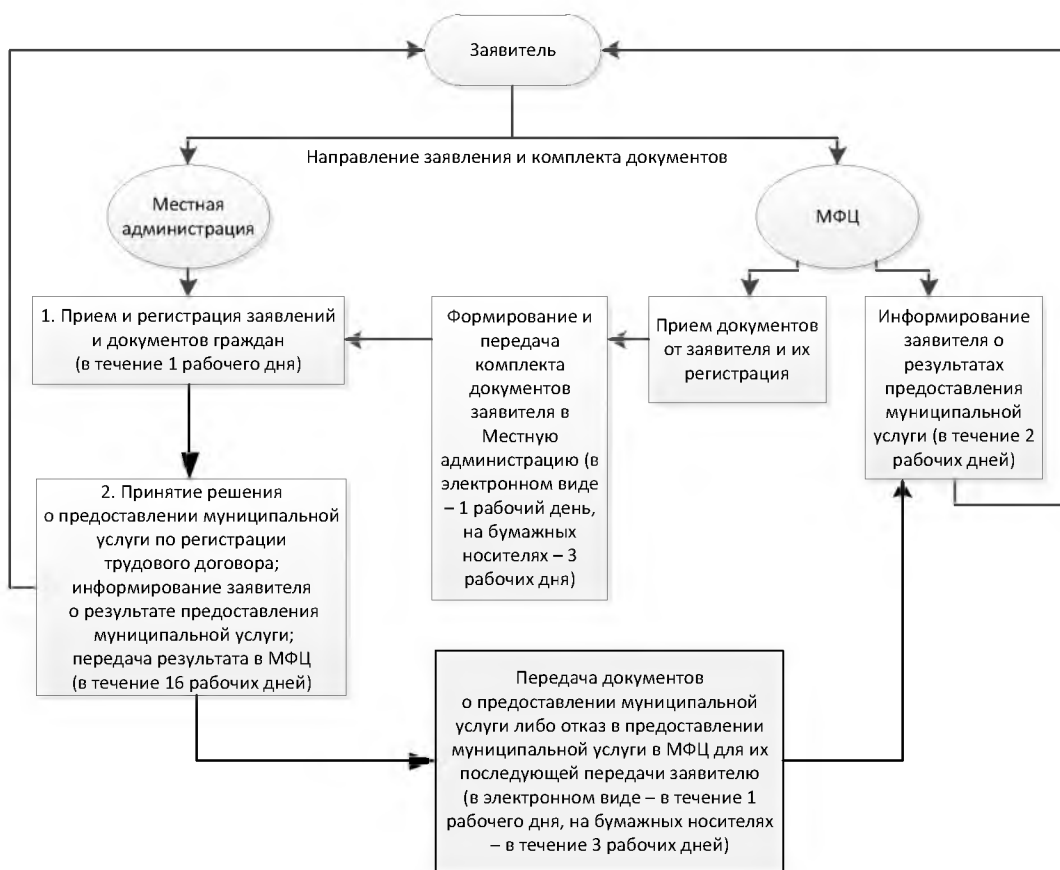 Заявитель
Направление заявления и комплекта документов
Местная
администрация
МФЦ
1. Прием и регистрация заявлений
и документов граждан
(в течение 1 рабочего дня)
Формирование и
передача
комплекта
документов
заявителя в
Местную
администрацию (в
электронном виде
– 1 рабочий день,
на бумажных
носителях – 3
рабочих дня)
Прием документов
от заявителя и их
регистрация
Информирование
заявителя о
результатах
предоставления
муниципальной
услуги (в течение 2
рабочих дней)
2. Принятие решения
о предоставлении муниципальной
услуги по регистрации
трудового договора;
информирование заявителя
о результате предоставления
муниципальной услуги;
передача результата в МФЦ
(в течение 16 рабочих дней)
Передача документов
о предоставлении муниципальной
услуги либо отказ в предоставлении
муниципальной услуги в МФЦ для их
последующей передачи заявителю
(в электронном виде – в течение 1
рабочего дня, на бумажных носителях
– в течение 3 рабочих дней)